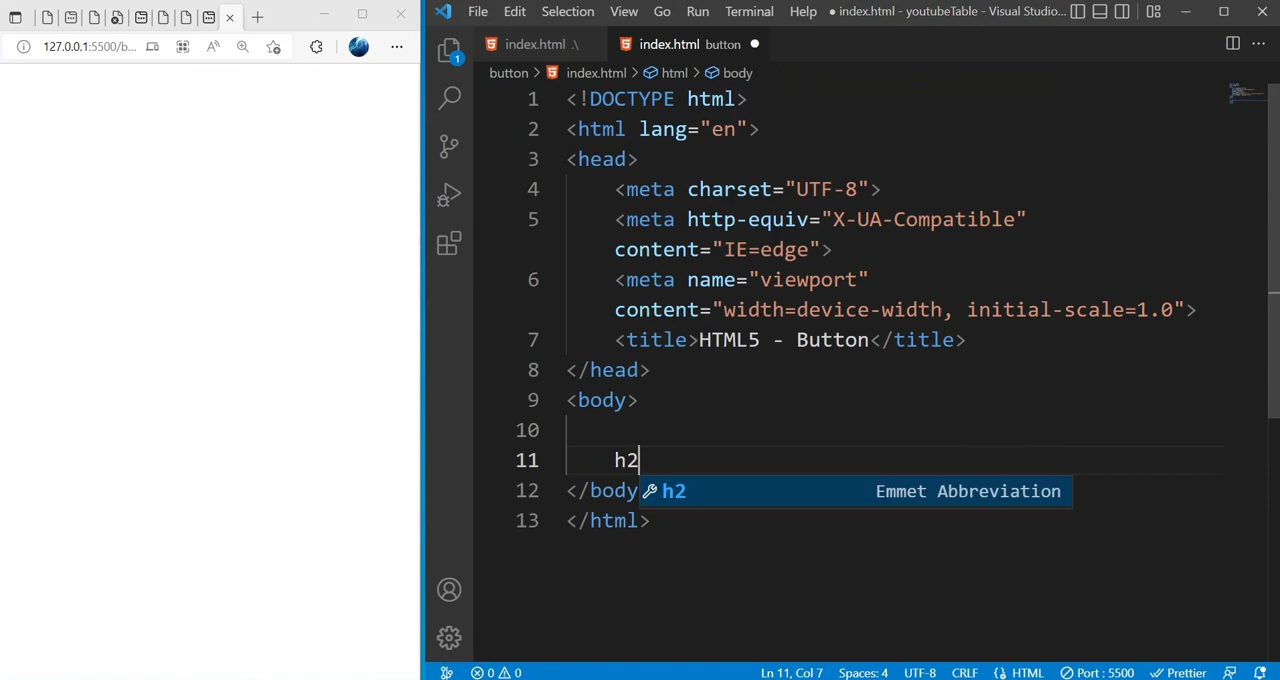 File Edit Selection View Go Run Terminal Help ● index.html - youtubeTable - Visual Studio...
127.0.0.1:5500/b...
index.html .\ index.html button
button > index.html > html > body
1 <!DOCTYPE html>
2 <html lang="en">
3 <head>
4 <meta charset="UTF-8">
5 <meta http-equiv="X-UA-Compatible"
content="IE=edge">
6 <meta name="viewport"
content="width=device-width, initial-scale=1.0">
7 <title>HTML5 - Button</title>
8 </head>
9 <body>
10
11 h2
12 </body
h2 Emmet Abbreviation
13 </html>
1
0 0 Ln 11, Col 7 Spaces: 4 UTF-8 CRLF {} HTML Port : 5500 Prettier